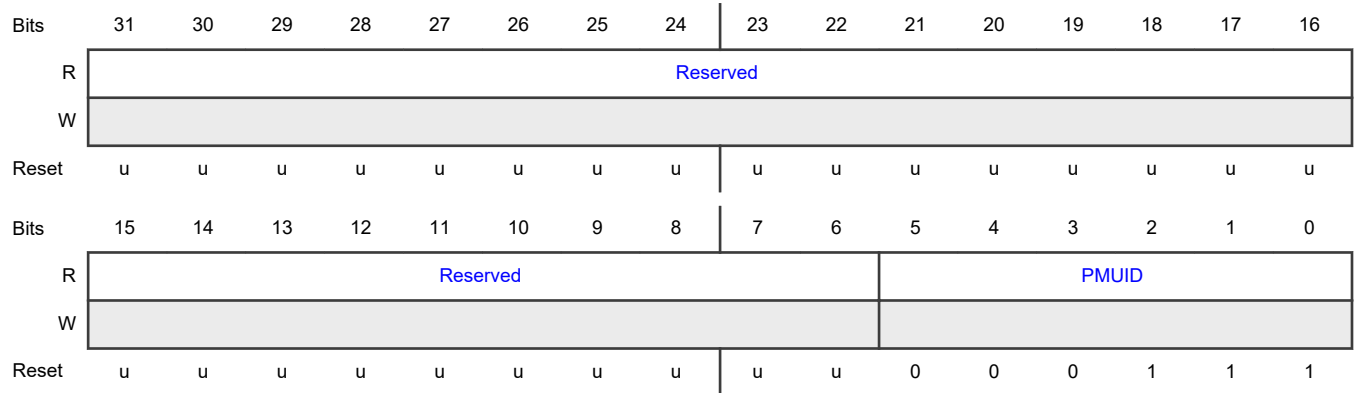 Bits 31 30 29 28 27 26 25 24 23 22 21 20 19 18 17 16
R Reserved
W
Reset u u u u u u u u u u u u u u u u
Bits 15 14 13 12 11 10 9 8 7 6 5 4 3 2 1 0
R Reserved PMUID
W
Reset u u u u u u u u u u 0 0 0 1 1 1